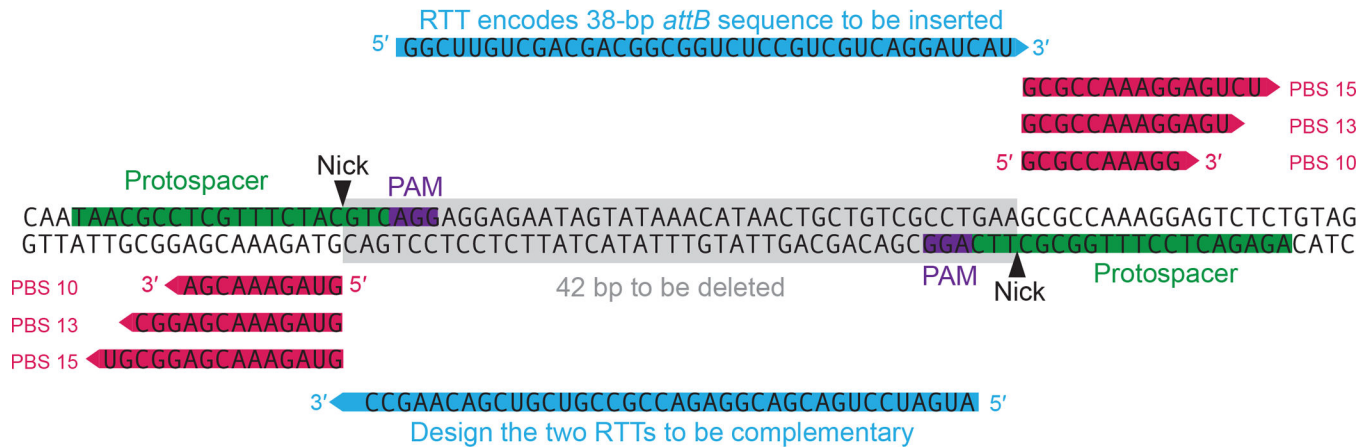 RTT encodes 38-bp attB sequence to be inserted
5′ GGCUUGUCGACGACGGCGGUCUCCGUCGUCAGGAUCAU 3′
GCGCCAAAGGAGUCU PBS 15
GCGCCAAAGGAGU PBS 13
5′ GCGCCAAAGG 3′ PBS 10
Protospacer Nick PAM
CAATAACGCCTCGTTTCTACGTCAGGAGGAGAATAGTATAAACATAACTGCTGTCGCCTGAAGCGCCAAAGGAGTCTCTGTAG
GTTATTGCGGAGCAAAGATGCAGTCCTCCTCTTATCATATTTGTATTGACGACAGCGGACTTCGCGGTTTCCTCAGAGACATC
PAM Nick Protospacer
PBS 10 3′ AGCAAAGAUG 5′ 42 bp to be deleted
PBS 13 CGGAGCAAAGAUG
PBS 15 UGCGGAGCAAAGAUG
3′ CCGAACAGCUGCUGCCGCCAGAGGCAGCAGUCCUAGUA 5′
Design the two RTTs to be complementary